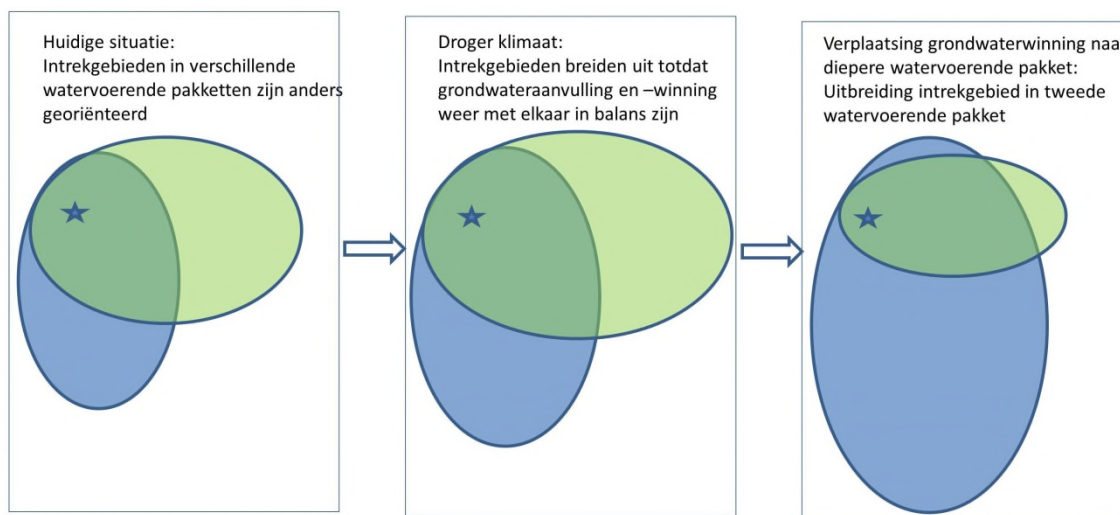 Huidige situatie:
Intrekgebieden in verschillende
watervoerende pakketten zijn anders
georiënteerd
Droger klimaat:
Intrekgebieden breiden uit totdat
grondwateraanvulling en –winning
weer met elkaar in balans zijn
Verplaatsing grondwaterwinning naa
diepere watervoerende pakket:
Uitbreiding intrekgebied in tweede
watervoerende pakket